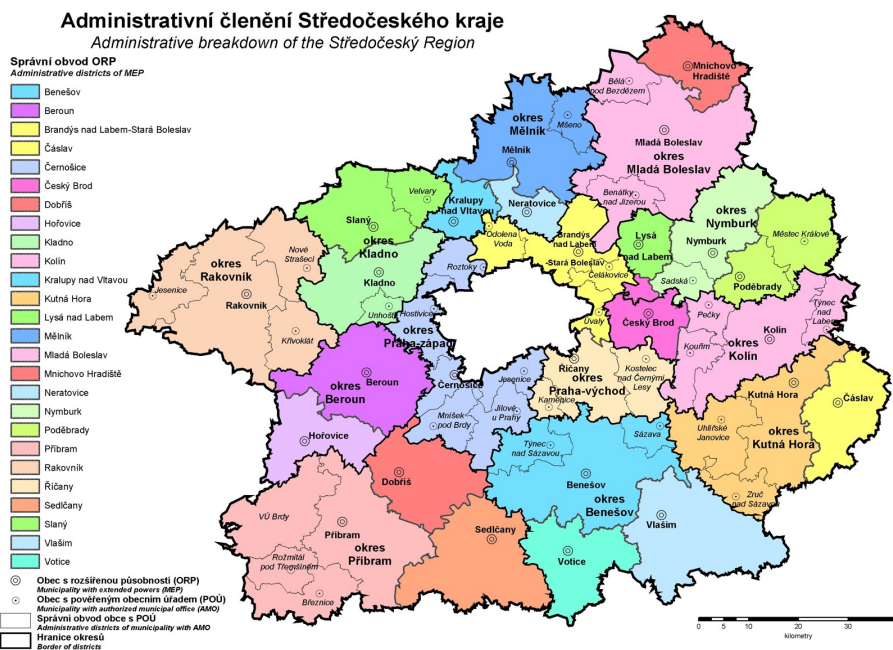 Administrativní členění Středočeského kraje
Administrative breakdown of the Středočeský Region
Správní obvod ORP
Administrative districts of MEP
Benešov
Beroun
Brandýs nad Labem-Stará Boleslav
Čáslav
Černošice
Český Brod
Dobříš
Hořovice
Kladno
Kolín
Kralupy nad Vltavou
Kutná Hora
Lysá nad Labem
Mělník
Mladá Boleslav
Mnichovo Hradiště
Neratovice
Nymburk
Poděbrady
Příbram
Rakovník
Říčany
Sedlčany
Slaný
Vlašim
Votice
Obec s rozšířenou působností (ORP)
Municipality with extended powers (MEP)
Obec s pověřeným obecním úřadem (POÚ)
Municipality with authorized municipal office (AMO)
Správní obvod obce s POÚ
Administrative districts of municipality with AMO
Hranice okresů
Border of districts
Mnichovo
Hradiště
Bělá
pod Bezdězem
okres
Mělník
Mšeno
Mělník
Mladá Boleslav
okres
Mladá Boleslav
Benátky
nad Jizerou
Velvary
Slaný
Kralupy
nad Vltavou
Neratovice
okres
Kladno
Kladno
Unhošť
Odolena
Voda
Brandýs
nad Labem
-Stará Boleslav
Čelákovice
Úvaly
Lysá
nad Labem
okres
Nymburk
Nymburk
Sadská
Městec Králové
Poděbrady
okres
Rakovník
Nové
Strašecí
Jesenice
Rakovník
Křivoklát
Roztoky
Hostivice
okres
Praha-západ
Černošice
Jesenice
Mníšek
pod Brdy
Jílové
u Prahy
Český Brod
Pečky
Týnec
nad
Labem
Kolín
okres
Kolín
Kouřim
okres
Beroun
Beroun
Hořovice
Říčany
okres
Praha-východ
Kamenice
Kostelec
nad Černými
Lesy
Kutná Hora
Čáslav
okres
Kutná Hora
Uhlířské
Janovice
Zruč
nad Sázavou
Týnec
nad Sázavou
Sázava
Benešov
okres
Benešov
Vlašim
Votice
Sedlčany
Dobříš
VÚ Brdy
Příbram
okres
Příbram
Rožmitál
pod Třemšínem
Březnice
0 5 10 20 30 40
kilometry